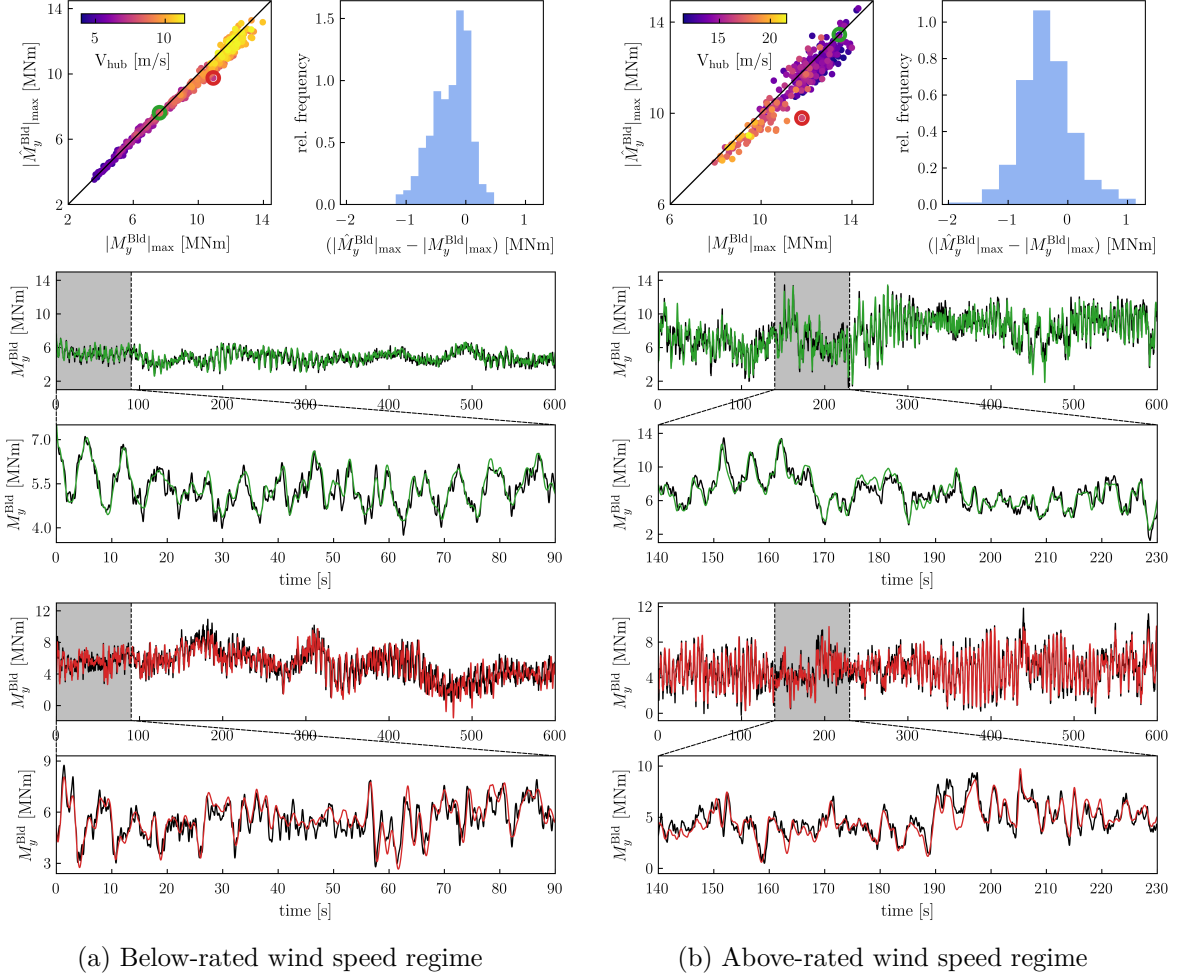 14
10
6
2
2
6
10
14
5
10
V_hub [m/s]
|M̂_y^Bld|_max [MNm]
|M_y^Bld|_max [MNm]
1.5
1.0
0.5
0.0
−2
−1
0
1
rel. frequency
(|M̂_y^Bld|_max − |M_y^Bld|_max) [MNm]
14
10
6
6
10
14
15
20
V_hub [m/s]
|M̂_y^Bld|_max [MNm]
|M_y^Bld|_max [MNm]
1.0
0.8
0.6
0.4
0.2
0.0
−2
−1
0
1
rel. frequency
(|M̂_y^Bld|_max − |M_y^Bld|_max) [MNm]
14
10
6
2
M_y^Bld [MNm]
0 100 200 300 400 500 600
14
10
6
2
M_y^Bld [MNm]
0 100 200 300 400 500 600
7.0
5.5
4.0
M_y^Bld [MNm]
0 10 20 30 40 50 60 70 80 90
time [s]
14
10
6
2
M_y^Bld [MNm]
140 150 160 170 180 190 200 210 220 230
time [s]
12
8
4
0
M_y^Bld [MNm]
0 100 200 300 400 500 600
12
8
4
0
M_y^Bld [MNm]
0 100 200 300 400 500 600
9
6
3
M_y^Bld [MNm]
0 10 20 30 40 50 60 70 80 90
time [s]
10
5
0
M_y^Bld [MNm]
140 150 160 170 180 190 200 210 220 230
time [s]
(a) Below-rated wind speed regime
(b) Above-rated wind speed regime